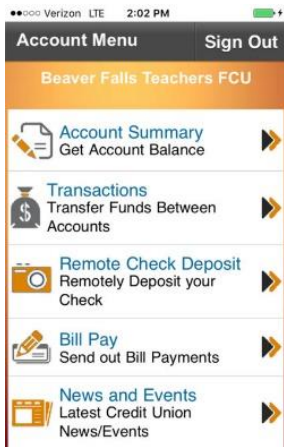 Verizon LTE 2:02 PM
Account Menu Sign Out
Beaver Falls Teachers FCU
Account Summary
Get Account Balance
Transactions
Transfer Funds Between
Accounts
$
Remote Check Deposit
Remotely Deposit your
Check
Bill Pay
Send out Bill Payments
News and Events
Latest Credit Union
News/Events